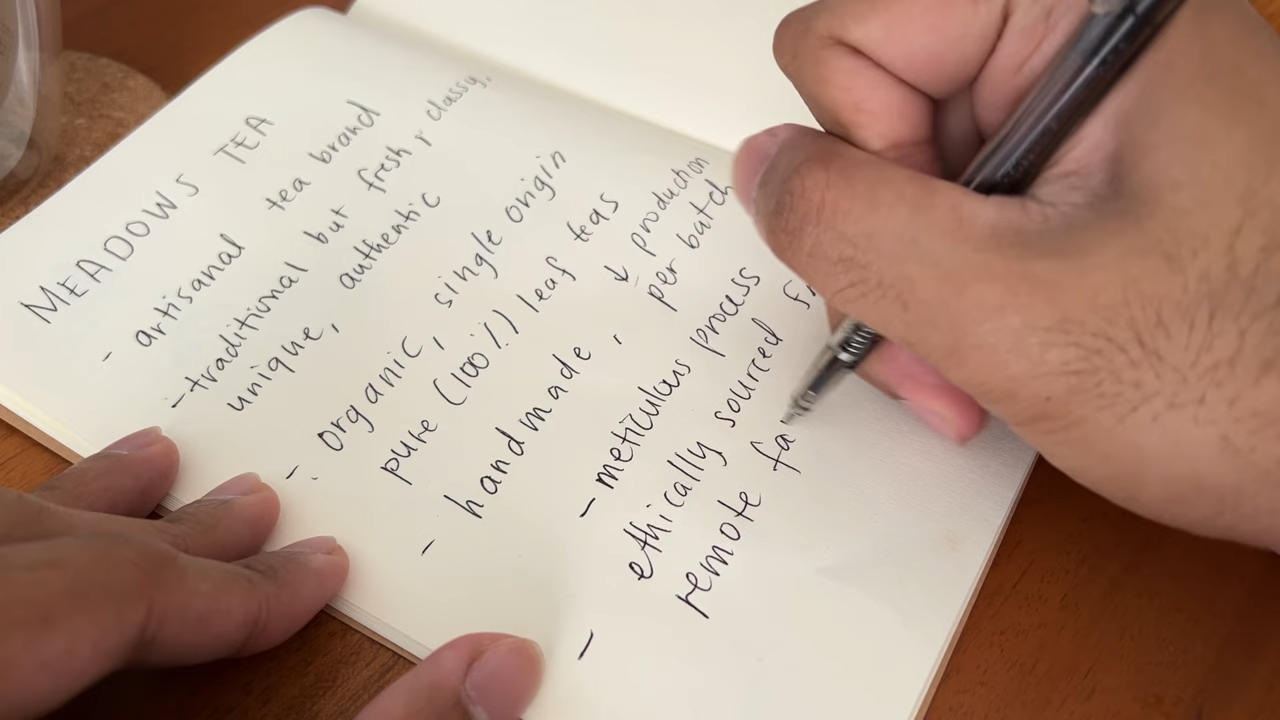 MEADOWS TEA
- artisanal tea brand
- traditional but fresh & classy,
unique, authentic
- organic, single origin
pure (100%) leaf teas
- handmade, ↓ production
per batch
- meticulous process
ethically sourced
remote fa
-